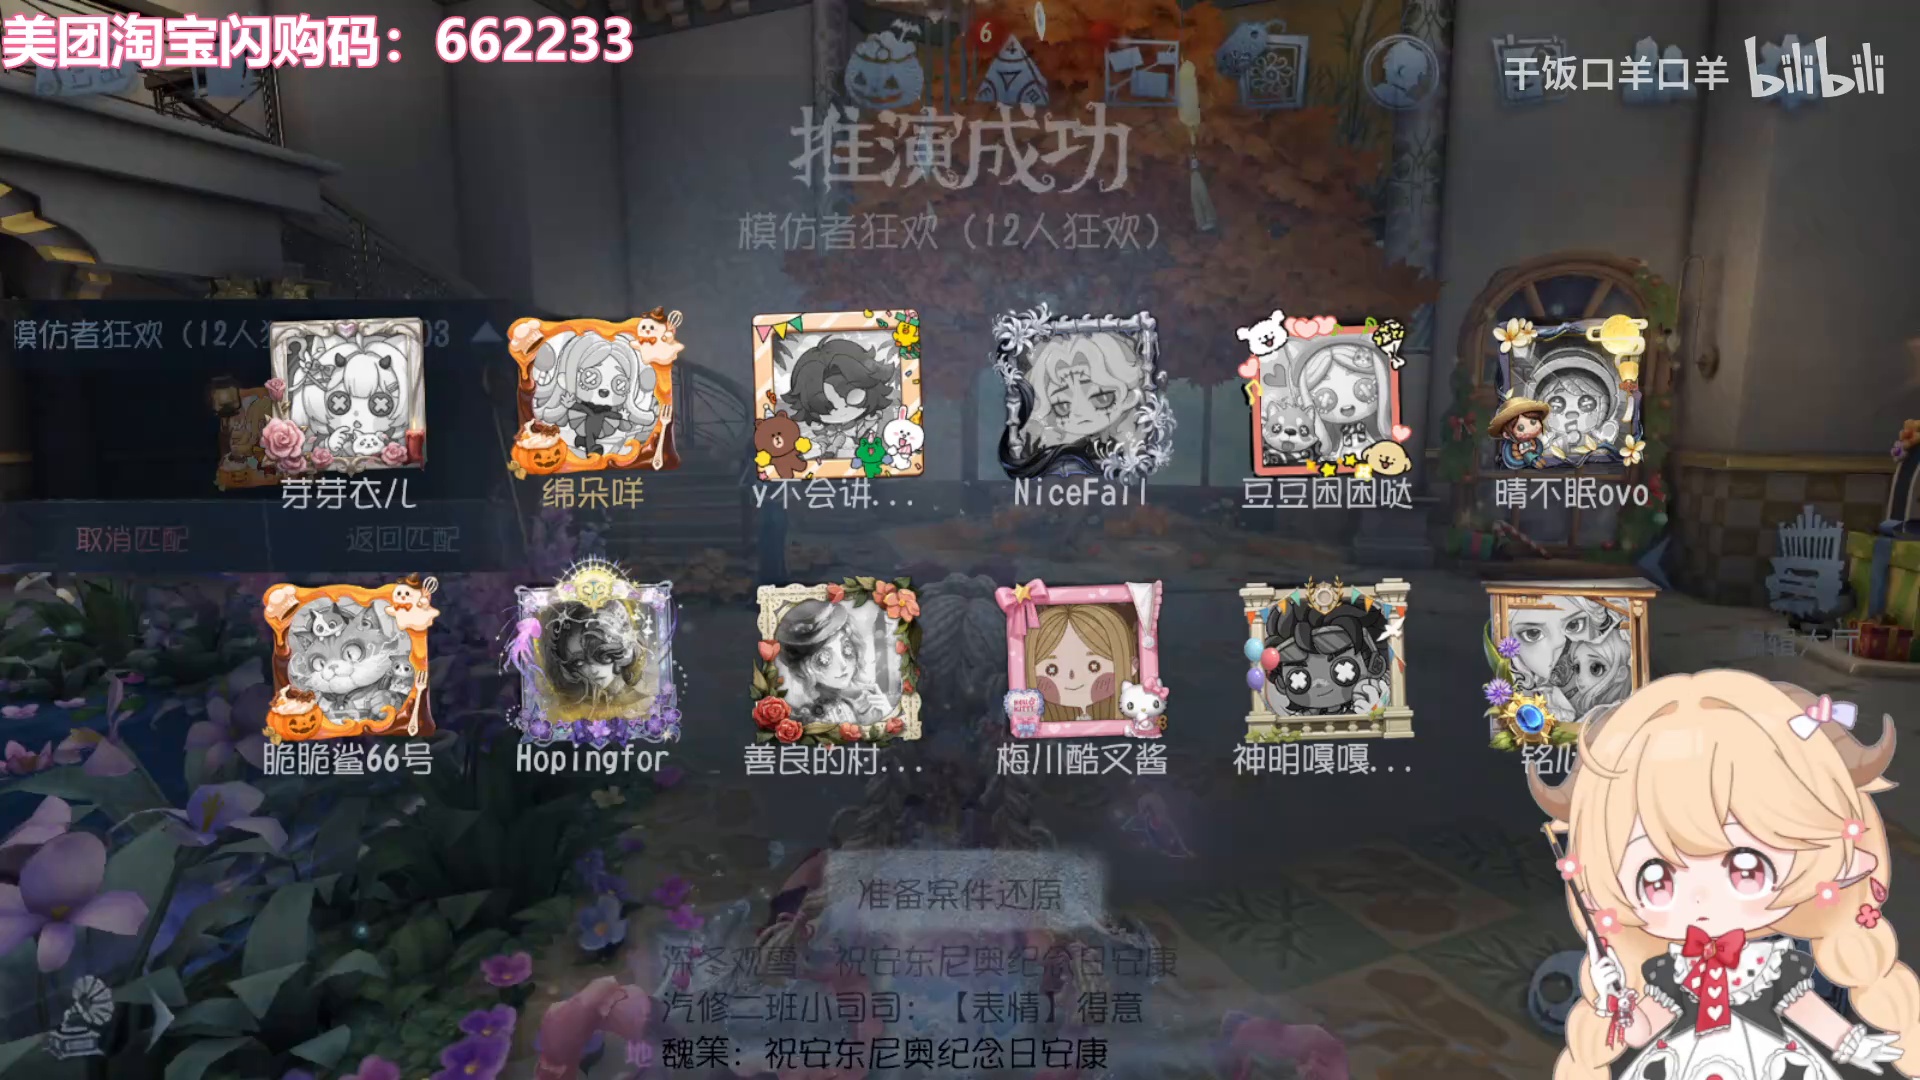 美团淘宝闪购码：662233
6
干饭口羊口羊 bilibili
推演成功
模仿者狂欢（12人狂欢）
模仿者狂欢（12人 03
芽芽衣儿
绵朵咩
y不会讲...
NiceFail
豆豆困困哒
晴不眠ovo
取消匹配
返回匹配
脆脆鲨66号
Hopingfor
善良的村...
梅川酷叉酱
神明嘎嘎...
准备案件还原
深冬观雪：祝安东尼奥纪念日安康
汽修二班小司司：【表情】得意
魏策：祝安东尼奥纪念日安康